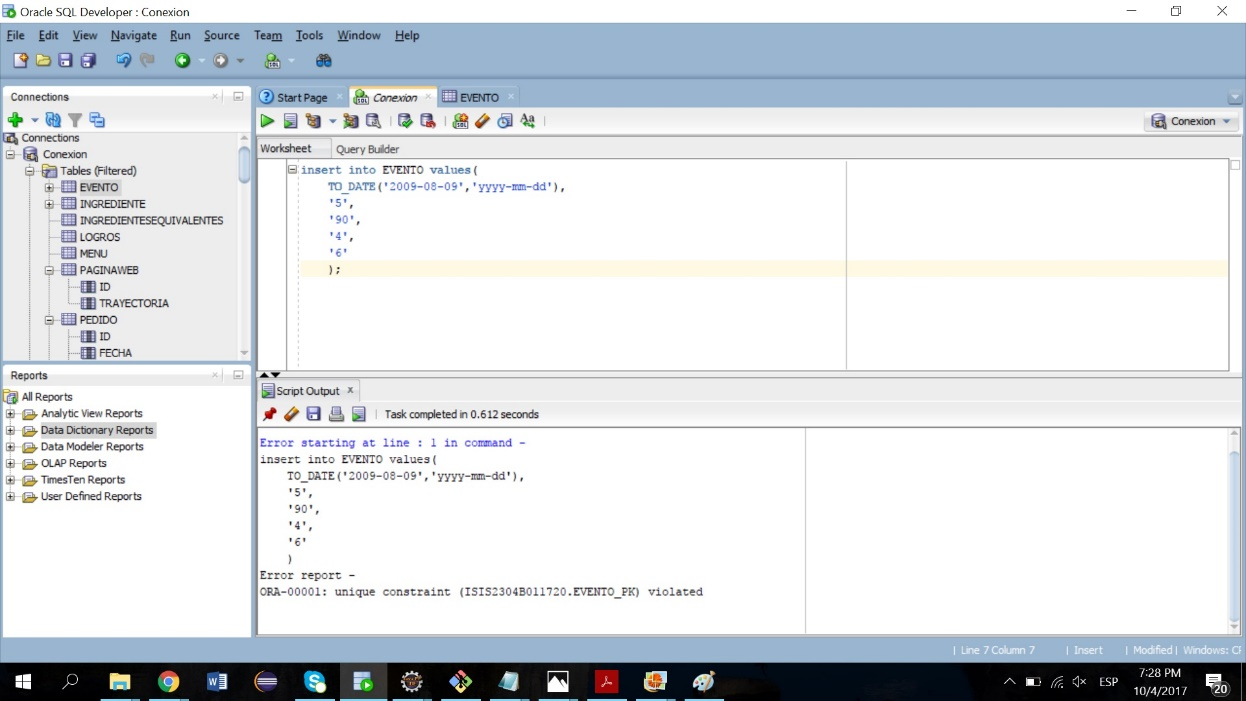 Oracle SQL Developer : Conexion
File Edit View Navigate Run Source Team Tools Window Help
Connections
Start Page
Conexion
EVENTO
Conexion
Connections
Conexion
Tables (Filtered)
EVENTO
INGREDIENTE
INGREDIENTESEQUIVALENTES
LOGROS
MENU
PAGINAWEB
ID
TRAYECTORIA
PEDIDO
ID
FECHA
Worksheet Query Builder
insert into EVENTO values(
TO_DATE('2009-08-09','yyyy-mm-dd'),
'5',
'90',
'4',
'6'
);
Reports
All Reports
Analytic View Reports
Data Dictionary Reports
Data Modeler Reports
OLAP Reports
TimesTen Reports
User Defined Reports
Script Output
Task completed in 0.612 seconds
Error starting at line : 1 in command -
insert into EVENTO values(
TO_DATE('2009-08-09','yyyy-mm-dd'),
'5',
'90',
'4',
'6'
)
Error report -
ORA-00001: unique constraint (ISIS2304B011720.EVENTO_PK) violated
| Line 7 Column 7 | Insert | Modified | Windows: CF
ESP
7:28 PM
10/4/2017
20